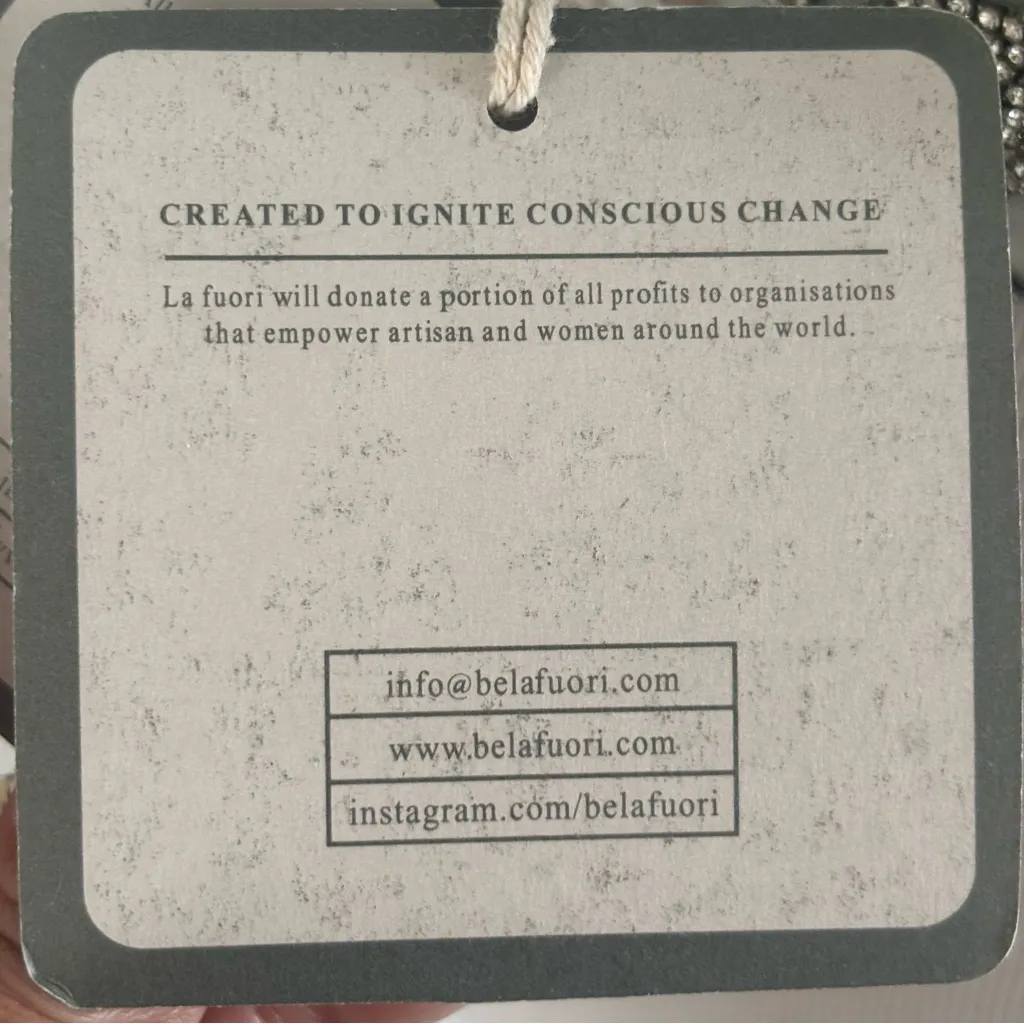 CREATED TO IGNITE CONSCIOUS CHANGE
La fuori will donate a portion of all profits to organisations
that empower artisan and women around the world.
info@belafuori.com
www.belafuori.com
instagram.com/belafuori